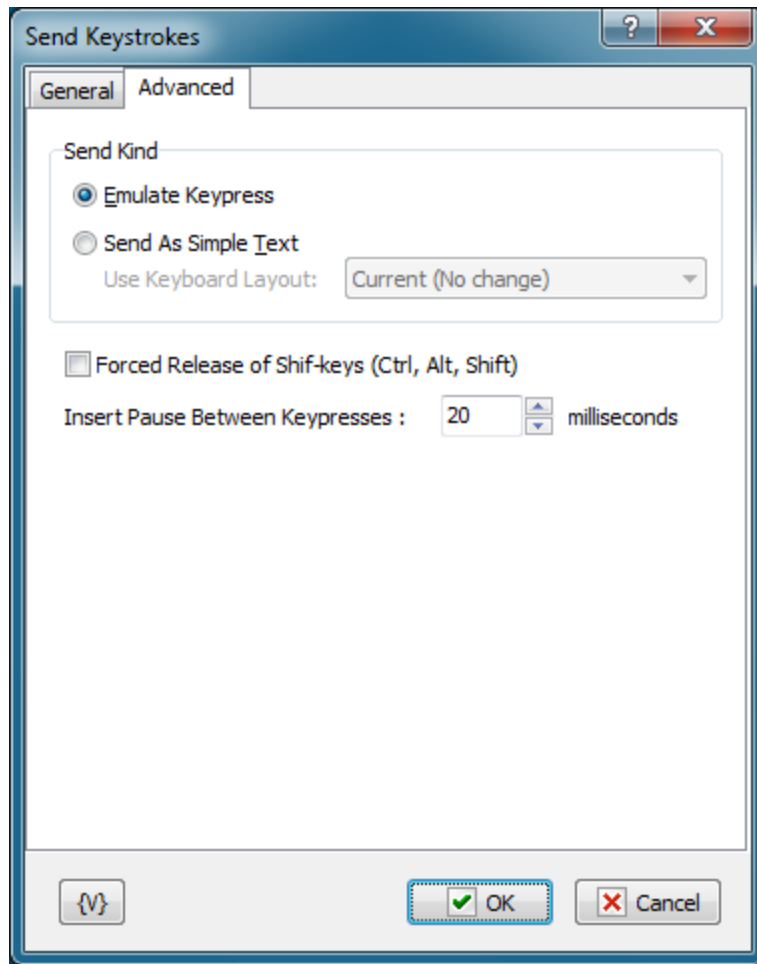 Send Keystrokes
?
General Advanced
Send Kind
Emulate Keypress
Send As Simple Text
Use Keyboard Layout: Current (No change)
Forced Release of Shif-keys (Ctrl, Alt, Shift)
Insert Pause Between Keypresses : 20 milliseconds
{V} OK Cancel